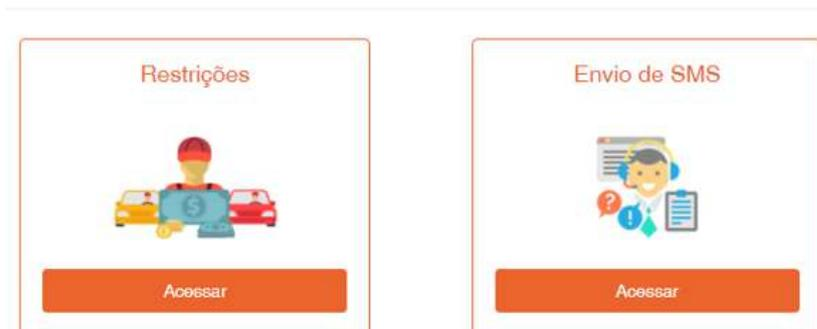 Restrições
Envio de SMS
$
? !
Acessar
Acessar